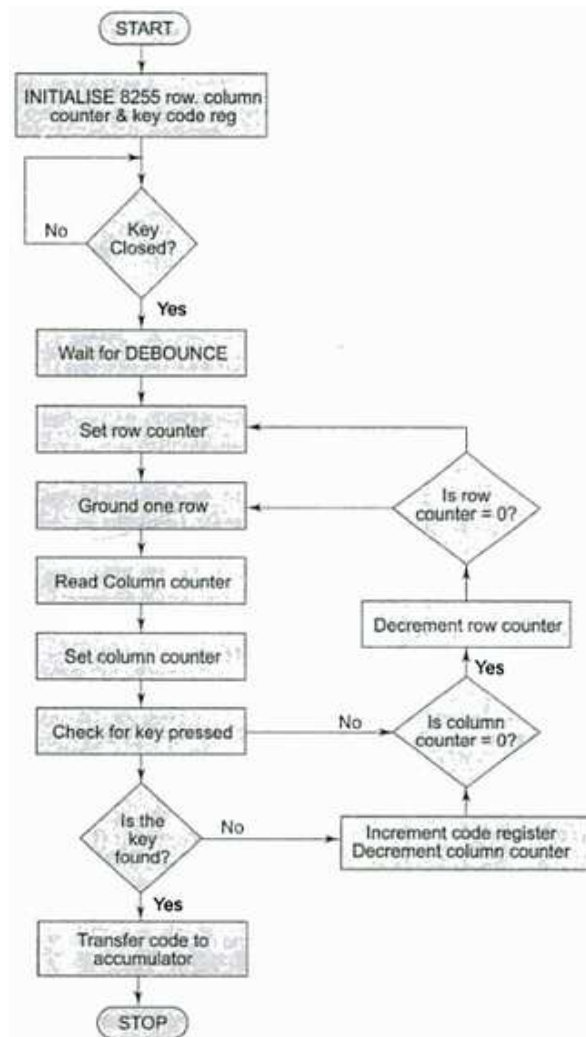 START
INITIALISE 8255 row. column
counter & key code reg
No
Key
Closed?
Yes
Wait for DEBOUNCE
Set row counter
Ground one row
Is row
counter = 0?
Read Column counter
Decrement row counter
Set column counter
Yes
Check for key pressed
No
Is column
counter = 0?
Is the
key
found?
No
Increment code register
Decrement column counter
Yes
Transfer code to
accumulator
STOP